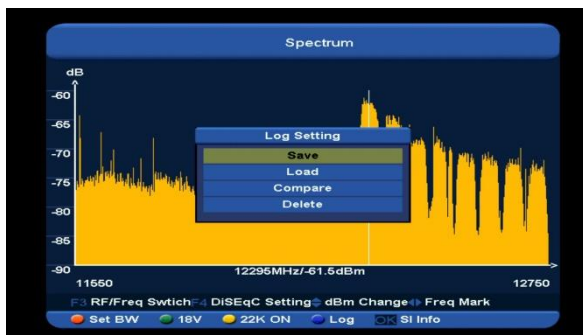 Spectrum
dB
-60
-65
-70
-75
-80
-85
-90
Log Setting
Save
Load
Compare
Delete
12295MHz/-61.5dBm
11550 12750
F3 RF/Freq Swtich F4 DiSEqC Setting dBm Change Freq Mark
Set BW 18V 22K ON Log OK SI Info